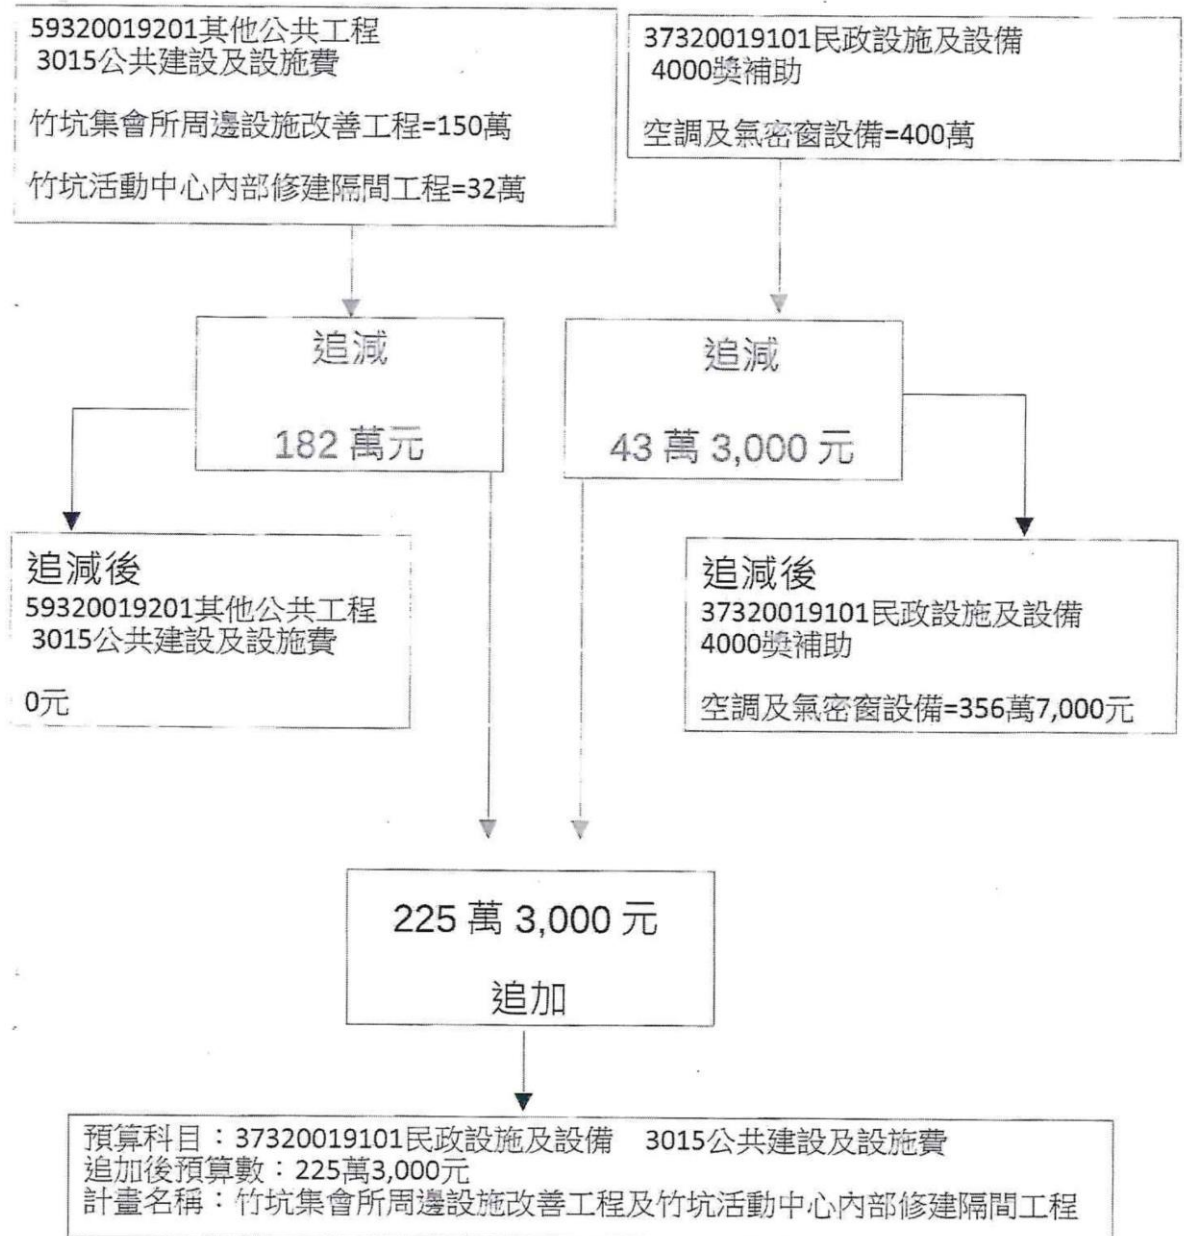 59320019201其他公共工程
3015公共建設及設施費
竹坑集會所周邊設施改善工程=150萬
竹坑活動中心內部修建隔間工程=32萬
37320019101民政設施及設備
4000獎補助
空調及氣密窗設備=400萬
追減
182 萬元
追減
43 萬 3,000 元
追減後
59320019201其他公共工程
3015公共建設及設施費
0元
追減後
37320019101民政設施及設備
4000獎補助
空調及氣密窗設備=356萬7,000元
225 萬 3,000 元
追加
預算科目：37320019101民政設施及設備 3015公共建設及設施費
追加後預算數：225萬3,000元
計畫名稱：竹坑集會所周邊設施改善工程及竹坑活動中心內部修建隔間工程